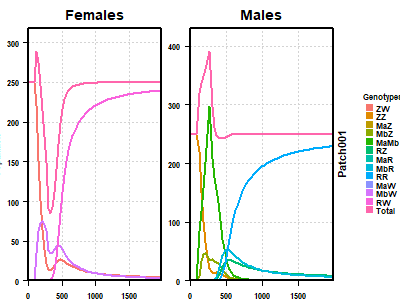 Females
Males
300
250
200
150
100
50
0
0
500
1000
1500
400
300
200
100
0
0
500
1000
1500
Patch001
Genotype
ZW
ZZ
MaZ
MbZ
MaMb
RZ
MaR
MbR
RR
MaW
MbW
RW
Total